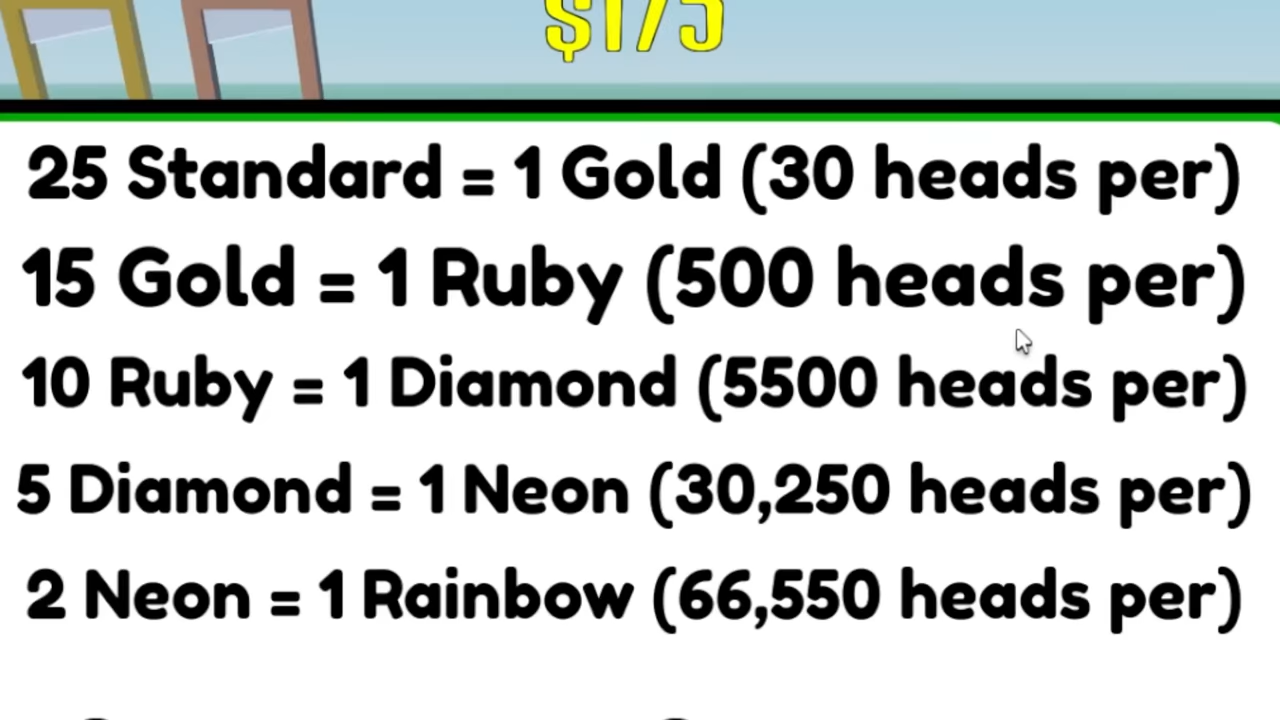 $175
25 Standard = 1 Gold (30 heads per)
15 Gold = 1 Ruby (500 heads per)
10 Ruby = 1 Diamond (5500 heads per)
5 Diamond = 1 Neon (30,250 heads per)
2 Neon = 1 Rainbow (66,550 heads per)